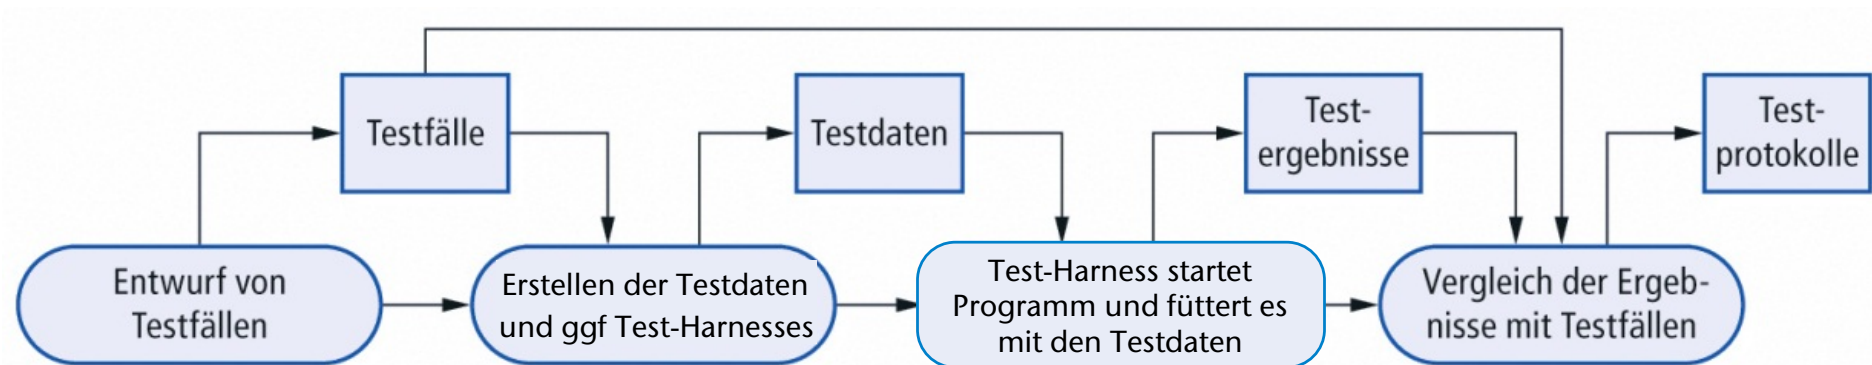 Testfälle
Testdaten
Test-
ergebnisse
Test-
protokolle
Entwurf von
Testfällen
Erstellen der Testdaten
und ggf Test-Harnesses
Test-Harness startet
Programm und füttert es
mit den Testdaten
Vergleich der Ergeb-
nisse mit Testfällen